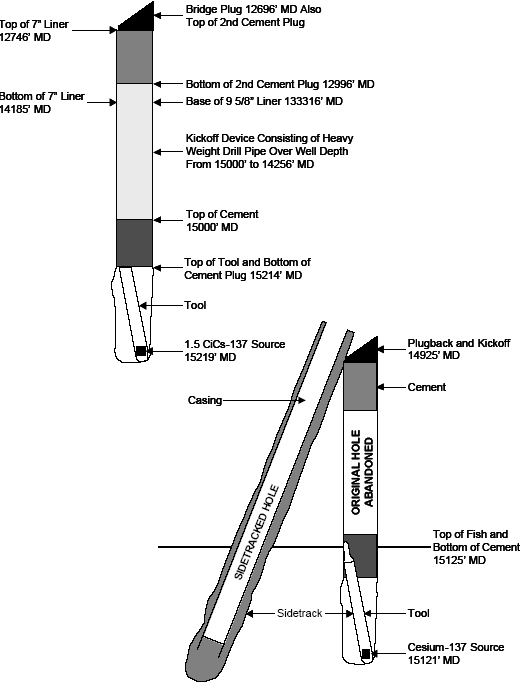 Bridge Plug 12696' MD Also
Top of 2nd Cement Plug
Top of 7" Liner
12746' MD
Bottom of 2nd Cement Plug 12996' MD
Bottom of 7" Liner
14185' MD
Base of 9 5/8" Liner 133316' MD
Kickoff Device Consisting of Heavy
Weight Drill Pipe Over Well Depth
From 15000' to 14256' MD
Top of Cement
15000' MD
Top of Tool and Bottom of
Cement Plug 15214' MD
Tool
1.5 CiCs-137 Source
15219' MD
Plugback and Kickoff
14925' MD
Cement
Casing
ORIGINAL HOLE
ABANDONED
SIDETRACKED HOLE
Top of Fish and
Bottom of Cement
15125' MD
Sidetrack
Tool
Cesium-137 Source
15121' MD